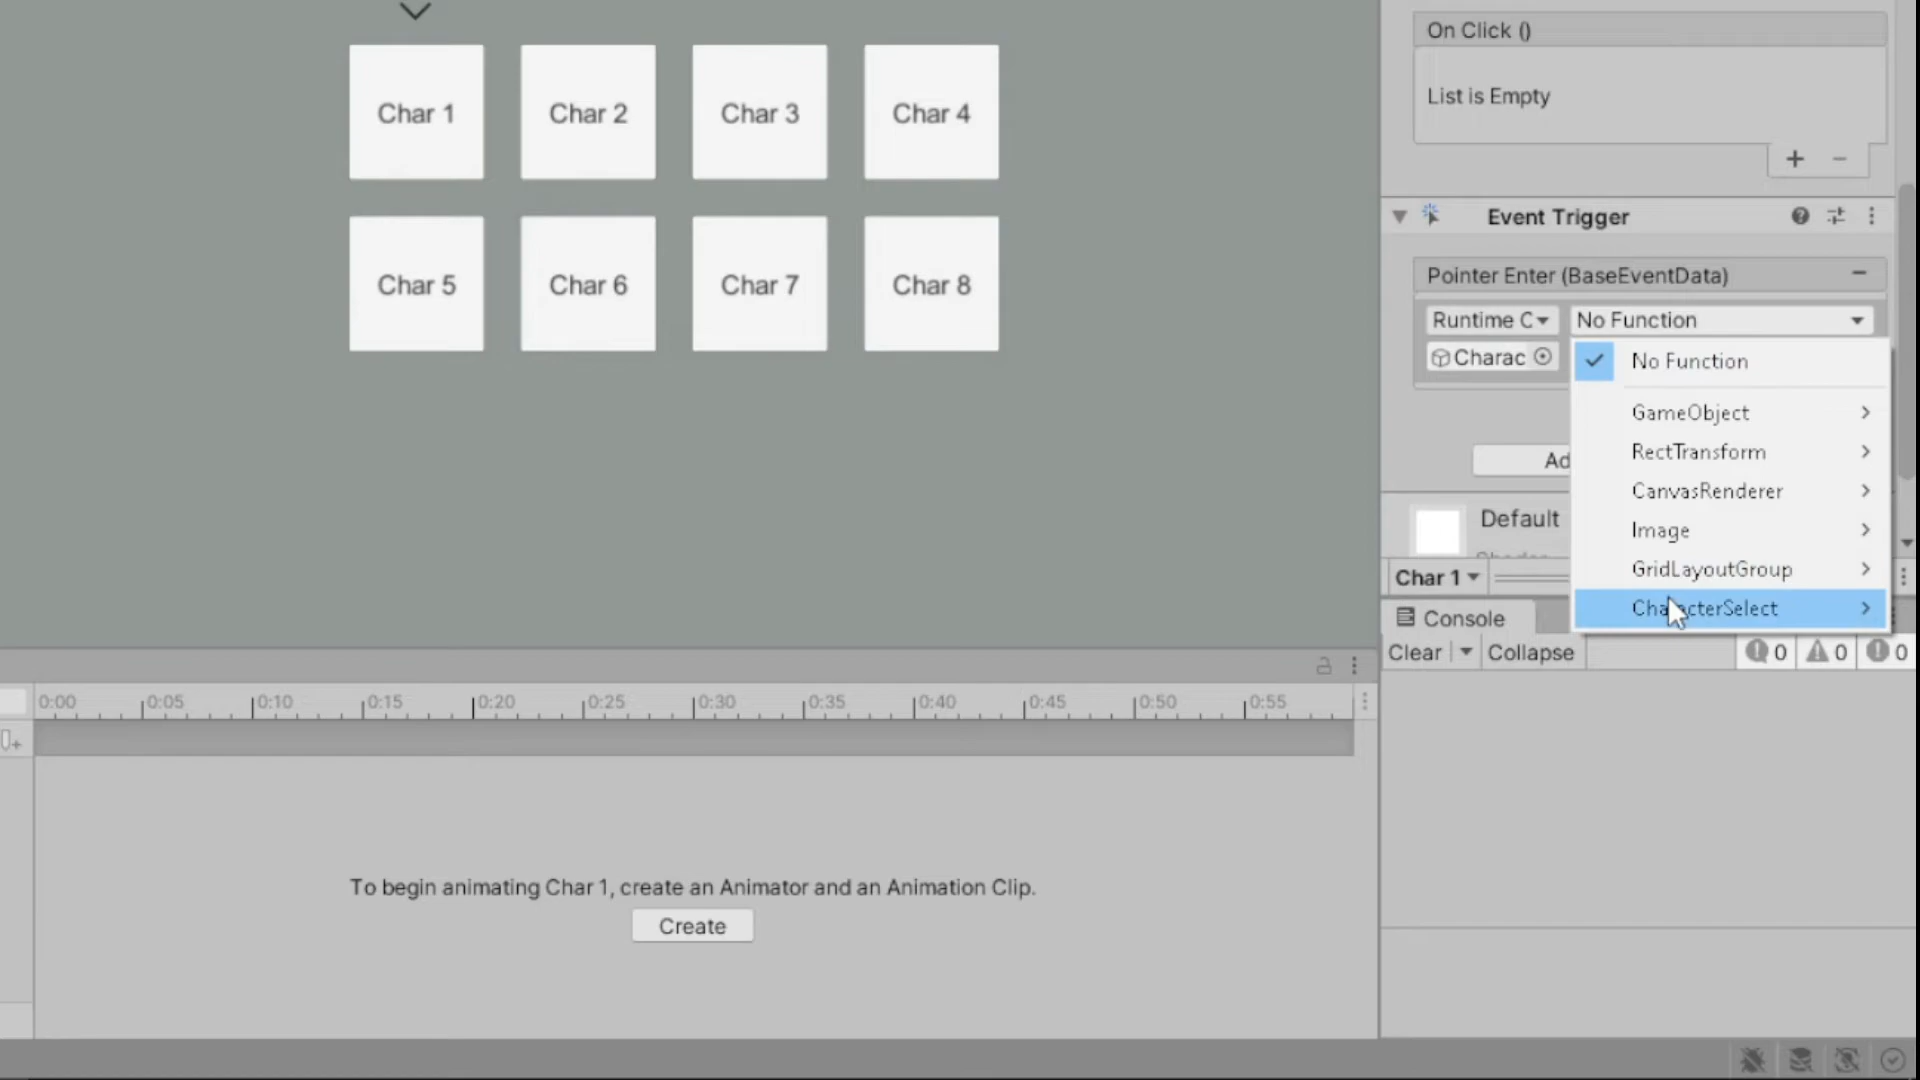 Char 1
Char 2
Char 3
Char 4
Char 5
Char 6
Char 7
Char 8
On Click ()
List is Empty
Event Trigger
Pointer Enter (BaseEventData)
Runtime C
No Function
Charac
No Function
GameObject
RectTransform
CanvasRenderer
Image
GridLayoutGroup
CharacterSelect
Ad
Default
Char 1
Console
Clear
Collapse
0
0
0
0:00
0:05
0:10
0:15
0:20
0:25
0:30
0:35
0:40
0:45
0:50
0:55
To begin animating Char 1, create an Animator and an Animation Clip.
Create